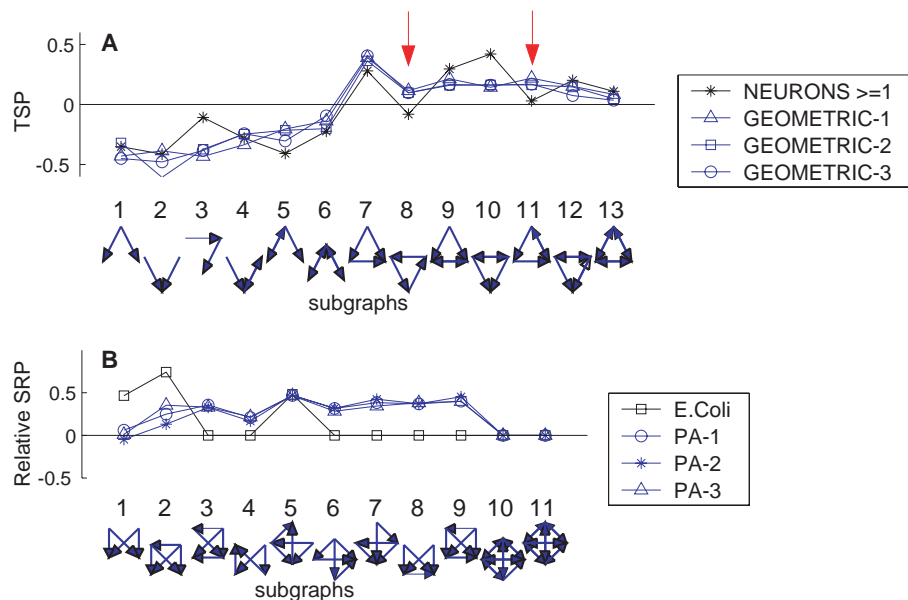 A
0.5
0
-0.5
TSP
NEURONS >=1
GEOMETRIC-1
GEOMETRIC-2
GEOMETRIC-3
1 2 3 4 5 6 7 8 9 10 11 12 13
subgraphs
B
0.5
0
-0.5
Relative SRP
E.Coli
PA-1
PA-2
PA-3
1 2 3 4 5 6 7 8 9 10 11
subgraphs